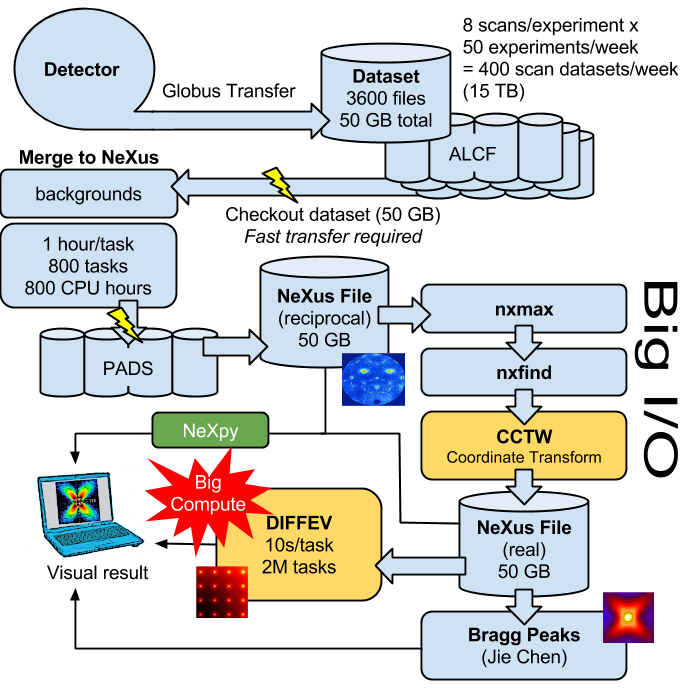 Detector
Globus Transfer
Dataset
3600 files
50 GB total
8 scans/experiment x
50 experiments/week
= 400 scan datasets/week
(15 TB)
ALCF
Merge to NeXus
backgrounds
Checkout dataset (50 GB)
Fast transfer required
1 hour/task
800 tasks
800 CPU hours
PADS
NeXus File
(reciprocal)
50 GB
nxmax
nxfind
CCTW
Coordinate Transform
Big I/O
NeXpy
Big
Compute
DIFFEV
10s/task
2M tasks
NeXus File
(real)
50 GB
Visual result
Bragg Peaks
(Jie Chen)